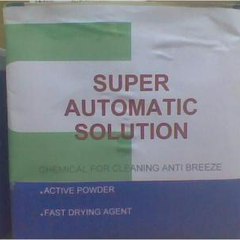 SUPER
AUTOMATIC
SOLUTION
CHEMICAL FOR CLEANING ANTI BREEZE
.ACTIVE POWDER
.FAST DRYING AGENT